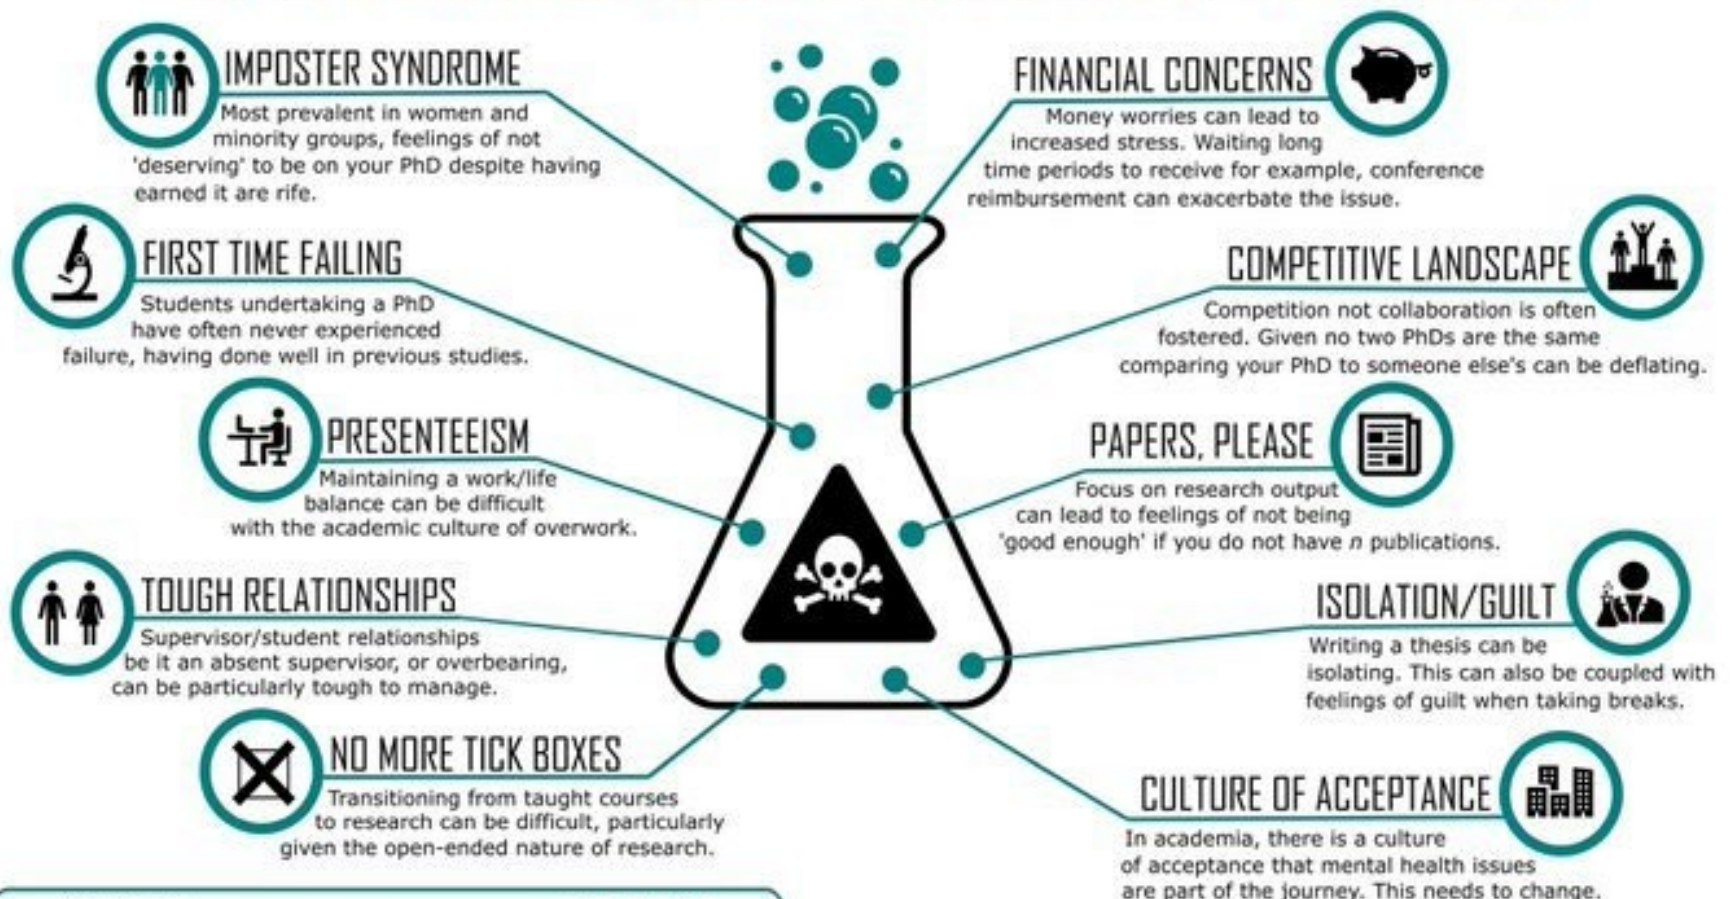 IMPOSTER SYNDROME
Most prevalent in women and
minority groups, feelings of not
'deserving' to be on your PhD despite having
earned it are rife.
FIRST TIME FAILING
Students undertaking a PhD
have often never experienced
failure, having done well in previous studies.
PRESENTEEISM
Maintaining a work/life
balance can be difficult
with the academic culture of overwork.
TOUGH RELATIONSHIPS
Supervisor/student relationships
be it an absent supervisor, or overbearing,
can be particularly tough to manage.
NO MORE TICK BOXES
Transitioning from taught courses
to research can be difficult, particularly
given the open-ended nature of research.
FINANCIAL CONCERNS
Money worries can lead to
increased stress. Waiting long
time periods to receive for example, conference
reimbursement can exacerbate the issue.
COMPETITIVE LANDSCAPE
Competition not collaboration is often
fostered. Given no two PhDs are the same
comparing your PhD to someone else's can be deflating.
PAPERS, PLEASE
Focus on research output
can lead to feelings of not being
'good enough' if you do not have n publications.
ISOLATION/GUILT
Writing a thesis can be
isolating. This can also be coupled with
feelings of guilt when taking breaks.
CULTURE OF ACCEPTANCE
In academia, there is a culture
of acceptance that mental health issues
are part of the journey. This needs to change.